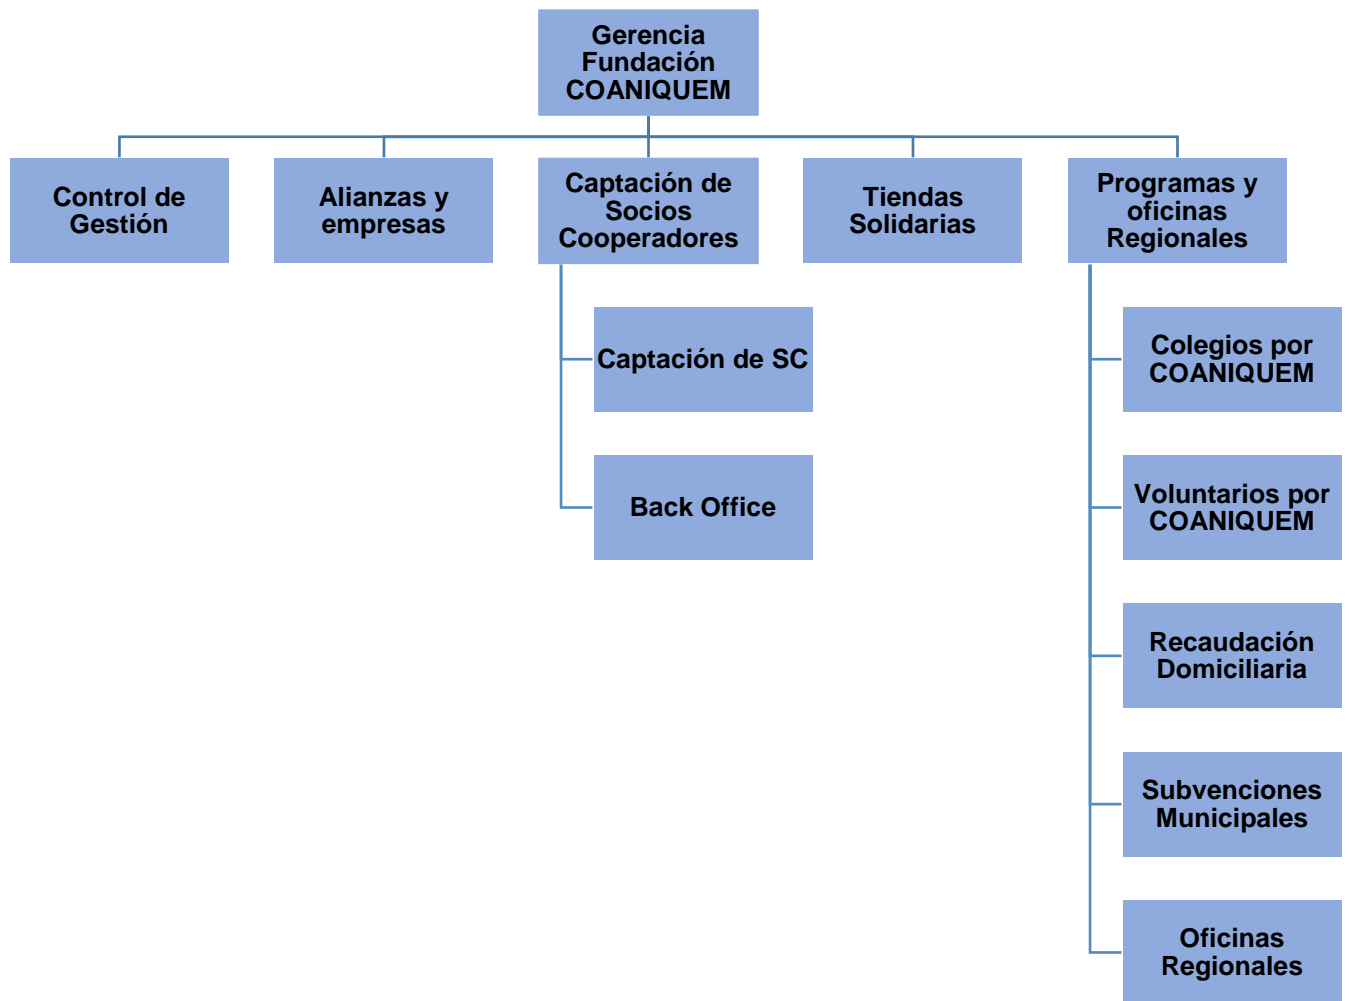 Gerencia
Fundación
COANIQUEM
Control de
Gestión
Alianzas y
empresas
Captación de
Socios
Cooperadores
Tiendas
Solidarias
Programas y
oficinas
Regionales
Captación de SC
Back Office
Colegios por
COANIQUEM
Voluntarios por
COANIQUEM
Recaudación
Domiciliaria
Subvenciones
Municipales
Oficinas
Regionales